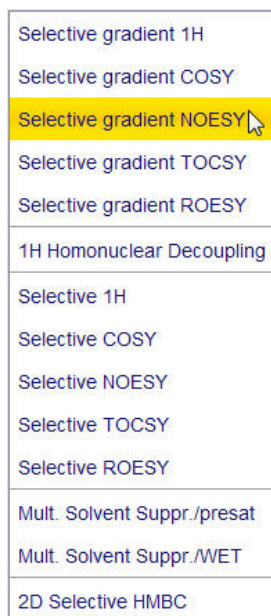 Selective gradient 1H
Selective gradient COSY
Selective gradient NOESY
Selective gradient TOCSY
Selective gradient ROESY
1H Homonuclear Decoupling
Selective 1H
Selective COSY
Selective NOESY
Selective TOCSY
Selective ROESY
Mult. Solvent Suppr./presat
Mult. Solvent Suppr./WET
2D Selective HMBC